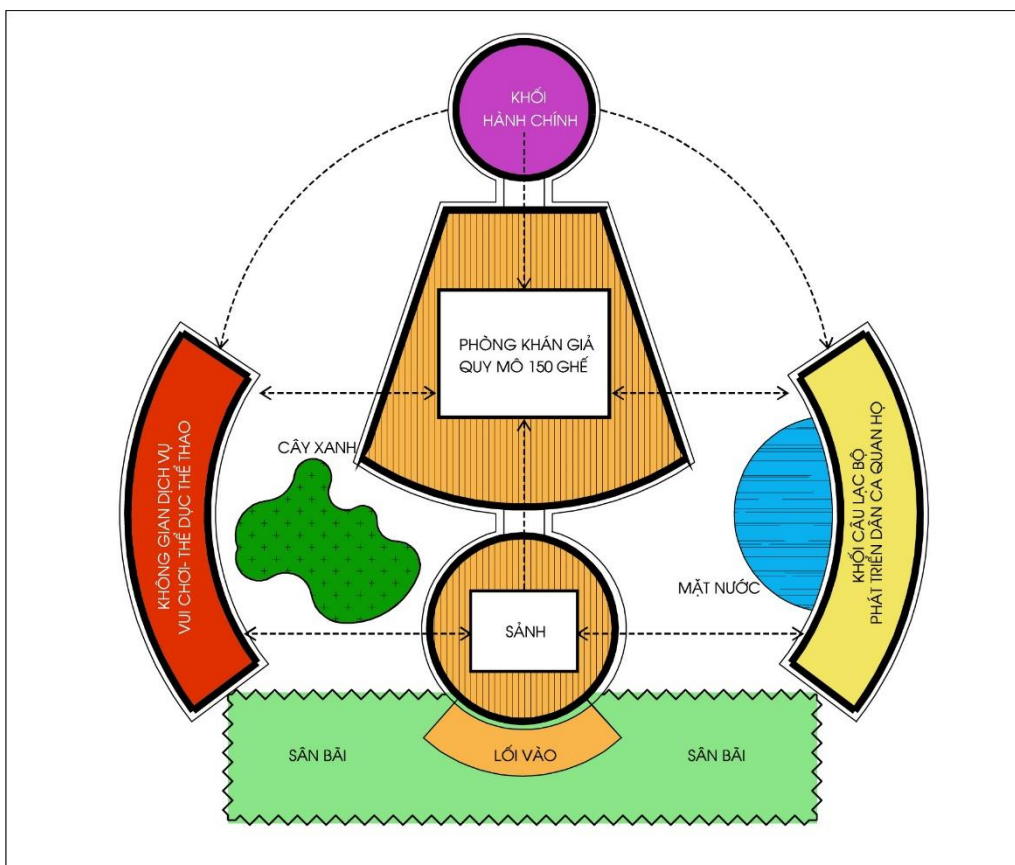 KHỐI
HÀNH CHÍNH
PHÒNG KHÁN GIẢ
QUY MÔ 150 GHẾ
CÂY XANH
KHÔNG GIAN DỊCH VỤ
VUI CHƠI- THỂ DỤC THỂ THAO
KHỐI CÂU LẠC BỘ
PHÁT TRIỂN DÂN CA QUAN HỌ
MẶT NƯỚC
SẢNH
SÂN BÃI
LỐI VÀO
SÂN BÃI